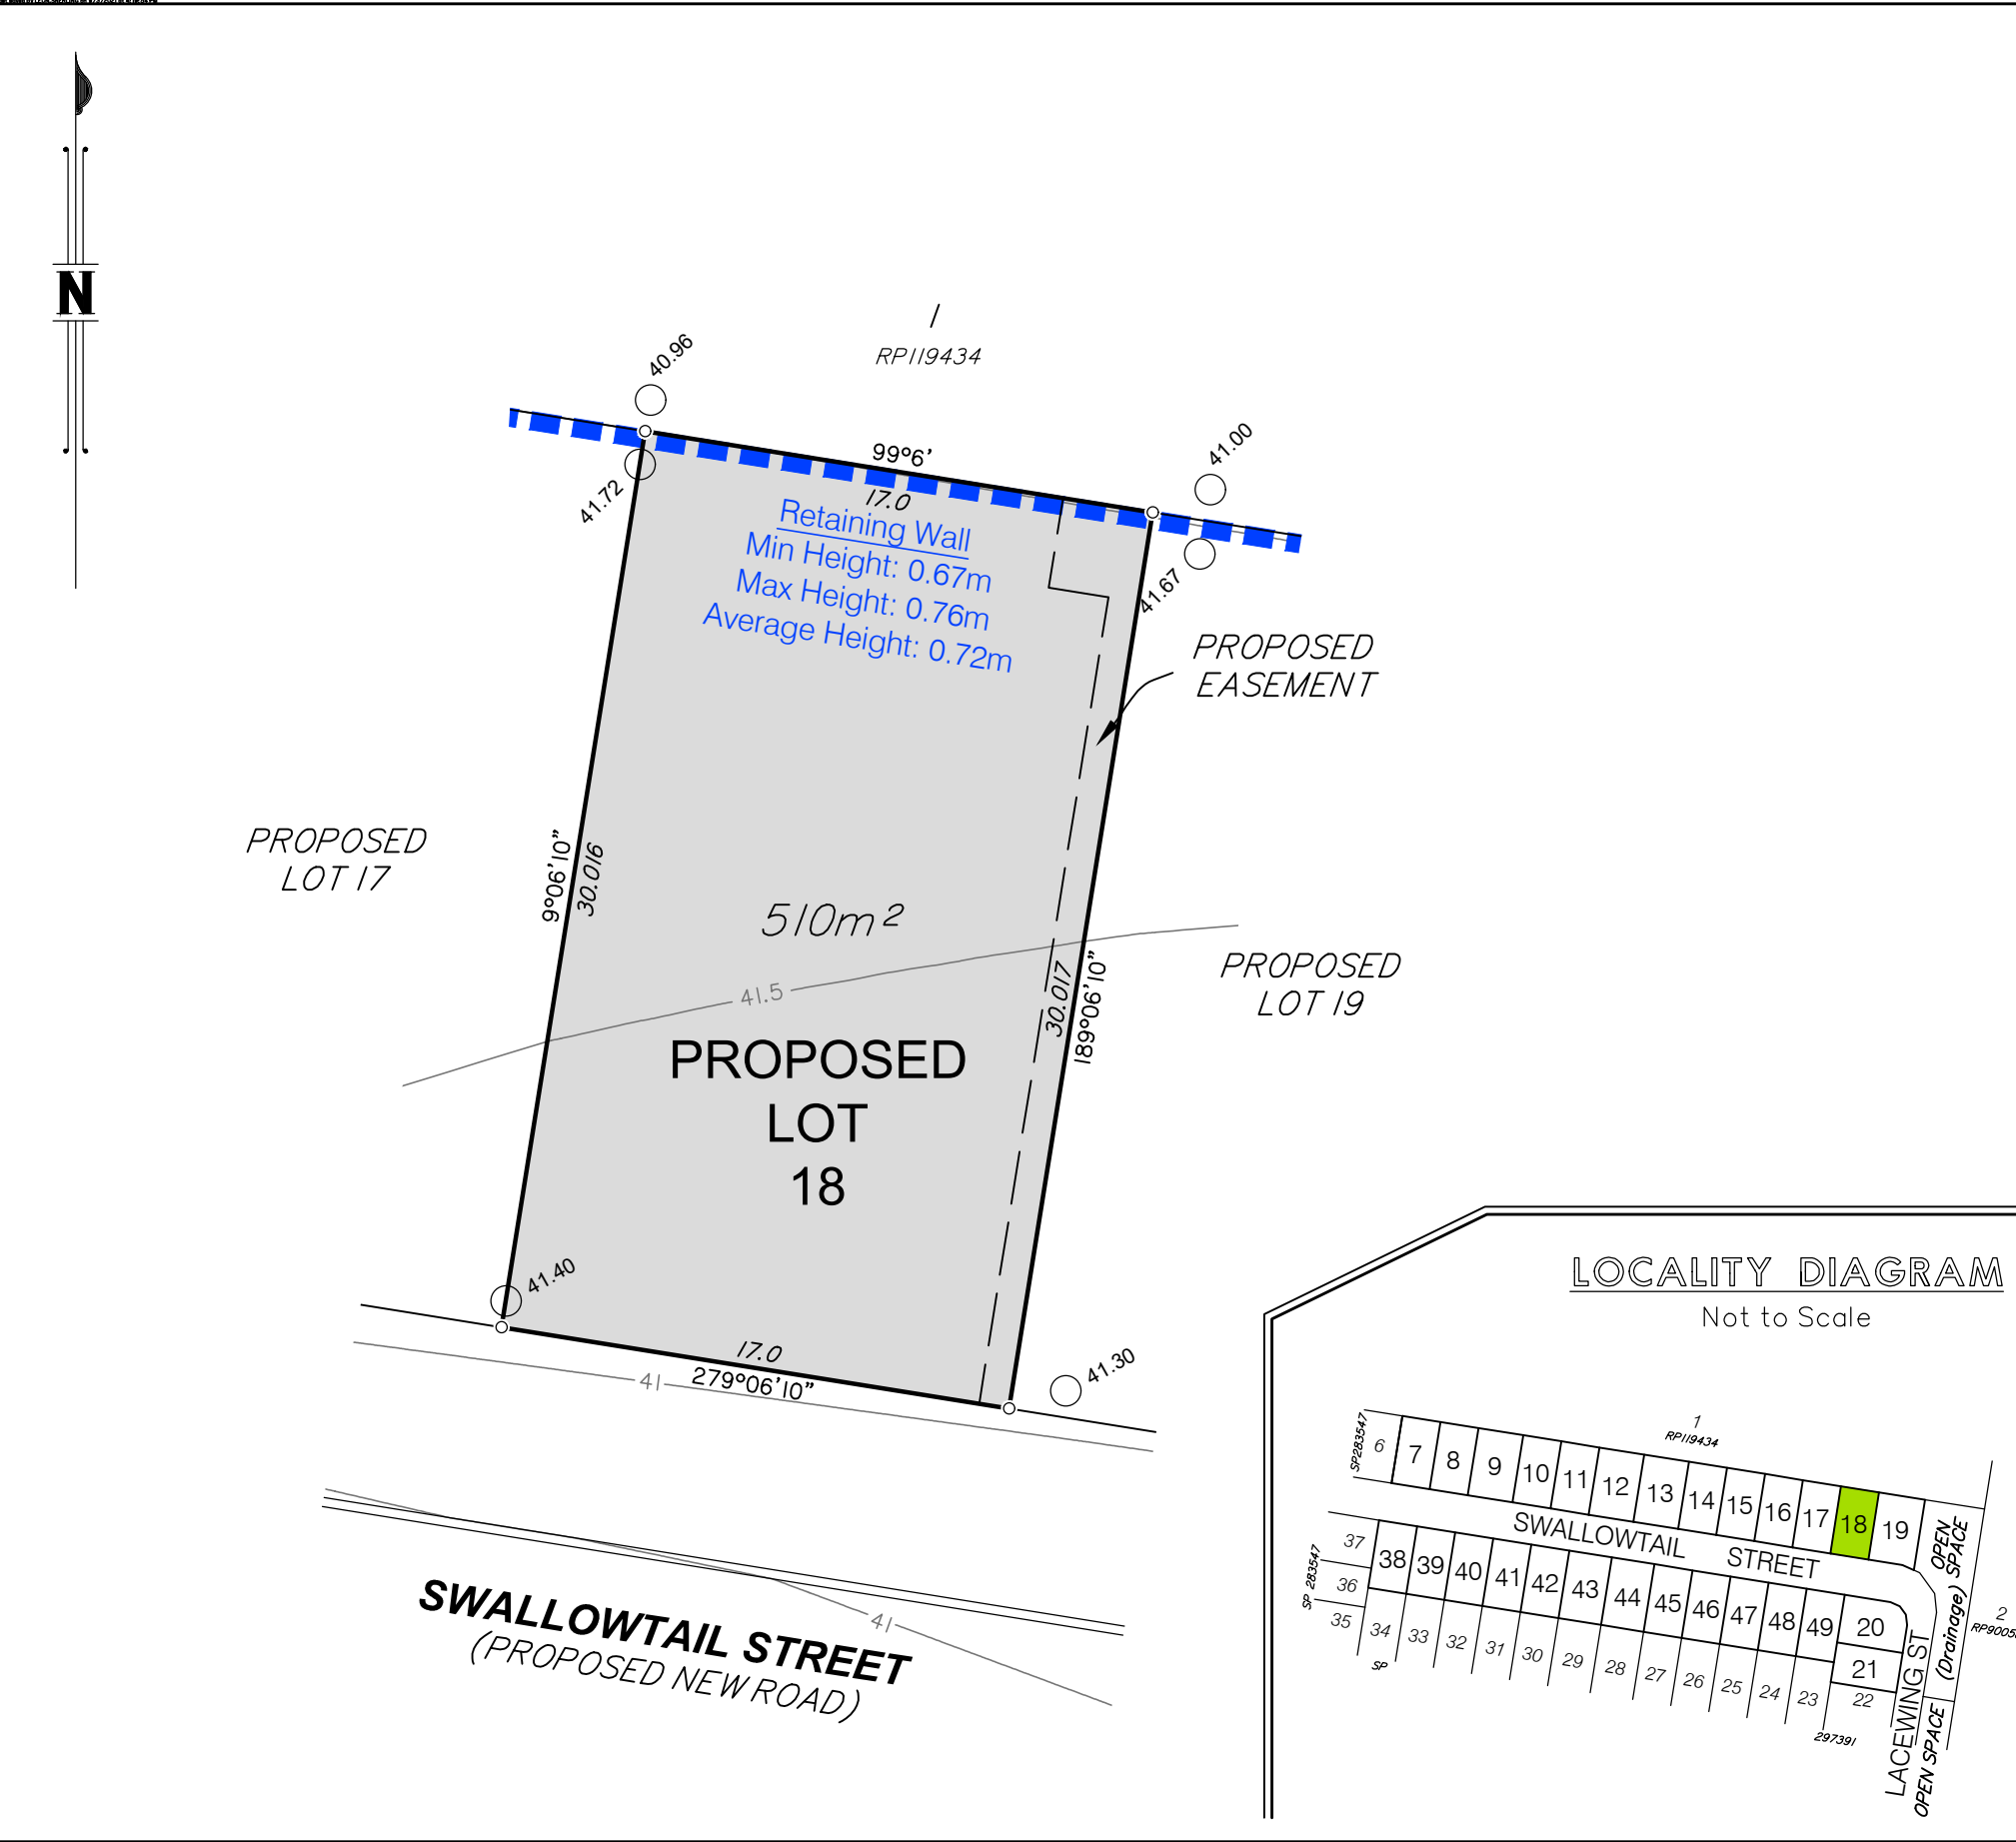 N
1
RP119434
40.96
41.00
99°6'
17.0
41.72
41.67
Retaining Wall
Min Height: 0.67m
Max Height: 0.76m
Average Height: 0.72m
PROPOSED
EASEMENT
PROPOSED
LOT 17
9°06'10"
30.016
510m²
41.5
30.017
189°06'10"
PROPOSED
LOT 19
PROPOSED
LOT
18
41.40
17.0
279°06'10"
41
41.30
41
SWALLOWTAIL STREET
(PROPOSED NEW ROAD)
LOCALITY DIAGRAM
Not to Scale
1
RP119434
SP283547
6 7 8 9 10 11 12 13 14 15 16 17 18 19
SWALLOWTAIL STREET
OPEN SPACE
(Drainage)
37
36
35
SP 283547
38 39 40 41 42 43 44 45 46 47 48 49 20
21
34 33 32 31 30 29 28 27 26 25 24 23 22
SP
297391
LACEWING ST
OPEN SPACE
2